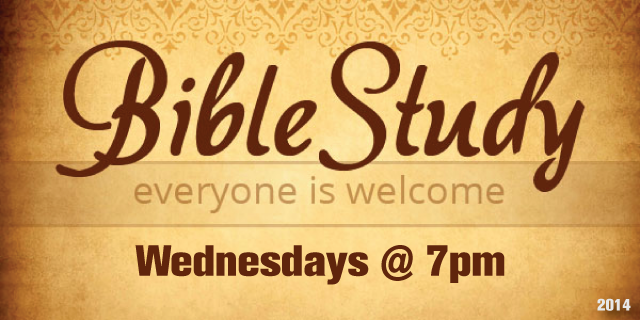 Bible Study
everyone is welcome
Wednesdays @ 7pm
2014